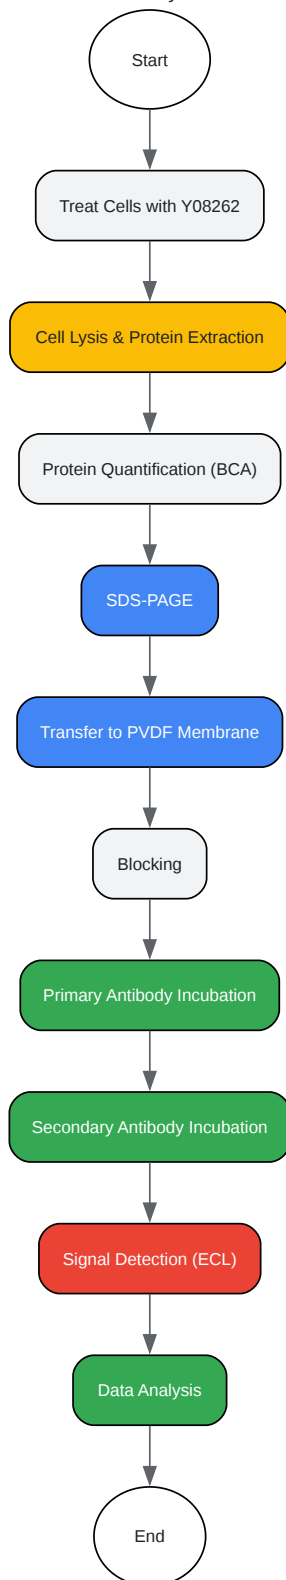 Start
Treat Cells with Y08262
Cell Lysis & Protein Extraction
Protein Quantification (BCA)
SDS-PAGE
Transfer to PVDF Membrane
Blocking
Primary Antibody Incubation
Secondary Antibody Incubation
Signal Detection (ECL)
Data Analysis
End